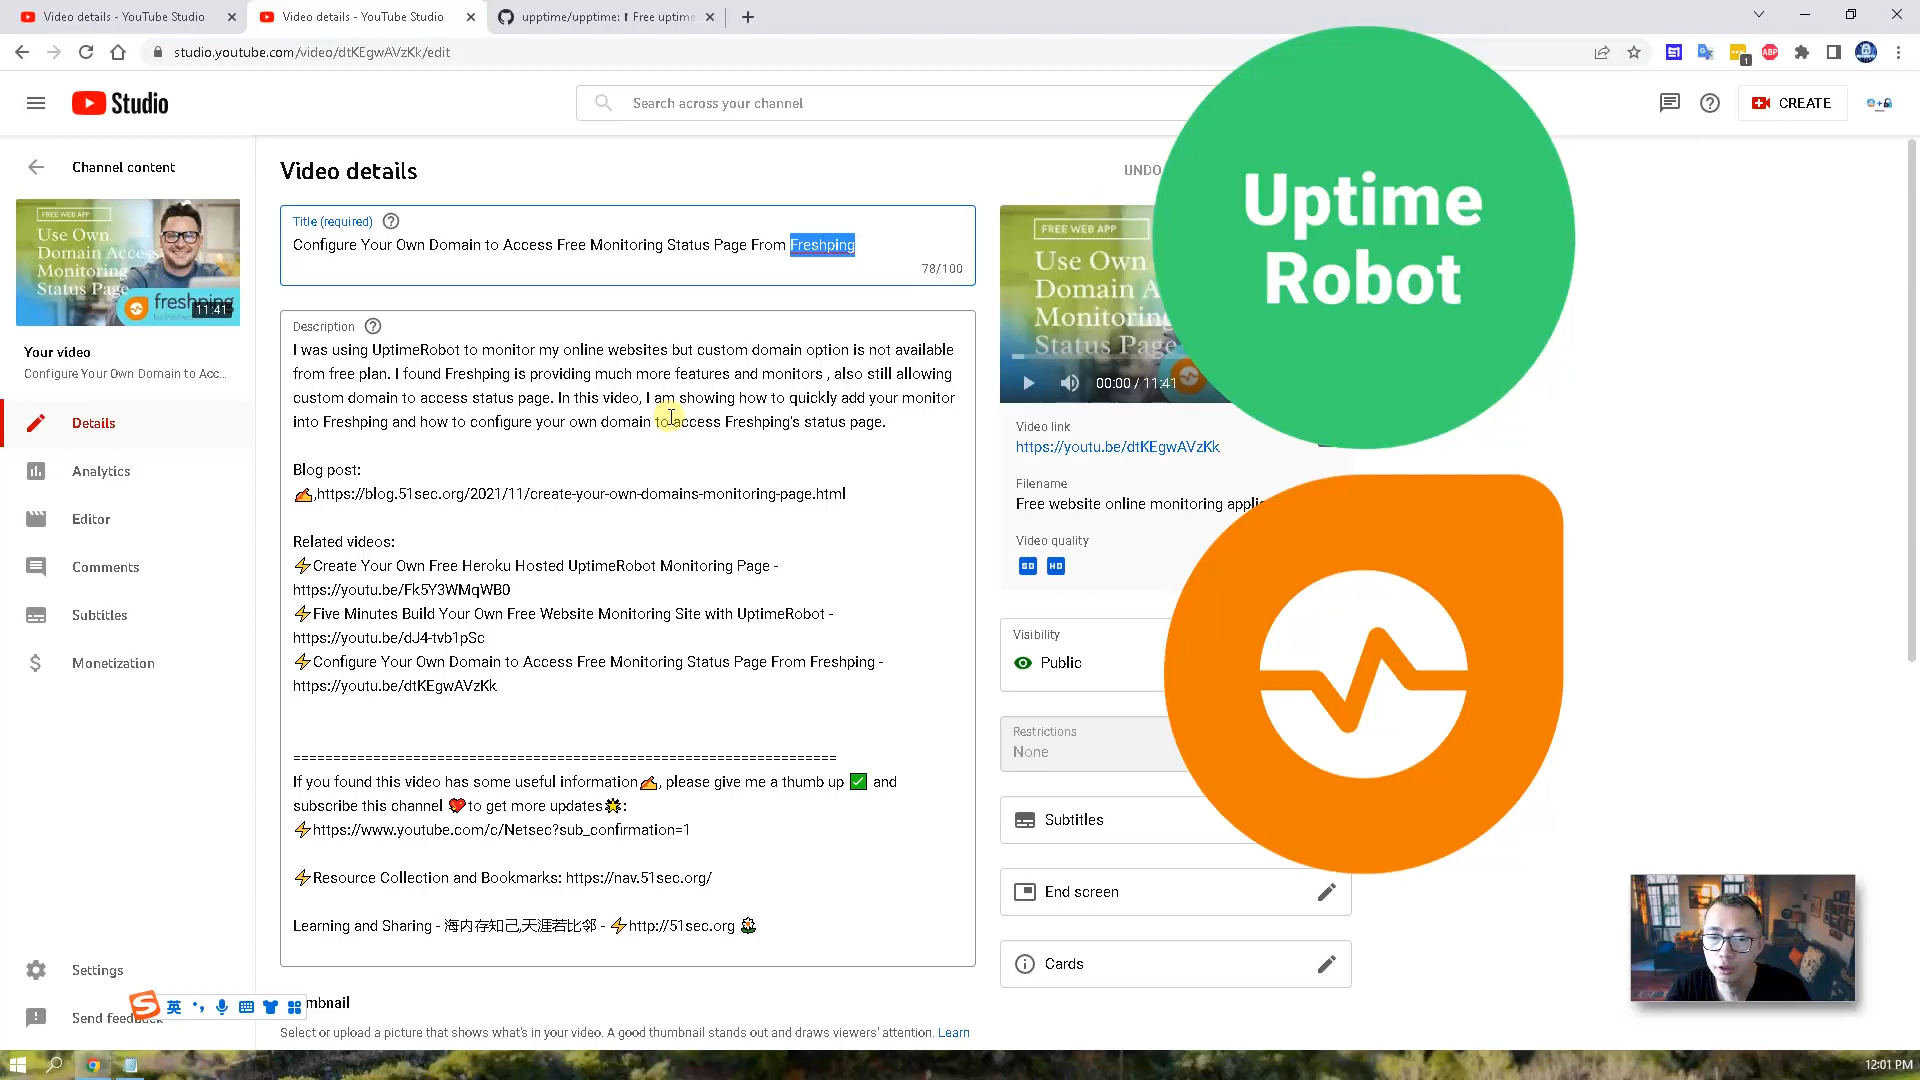 Video details - YouTube Studio
Video details - YouTube Studio
upptime/upptime: Free uptime
studio.youtube.com/video/dtKEgwAVzKk/edit
ABP
1
Studio
Search across your channel
CREATE
Channel content
FREE WEB APP
Use Own
Domain Access
Monitoring
Status Page
freshping
11:41
Your video
Configure Your Own Domain to Acc...
Details
Analytics
Editor
Comments
Subtitles
Monetization
Settings
Send feedback
英
Video details
UNDO
Title (required)
Configure Your Own Domain to Access Free Monitoring Status Page From Freshping
78/100
Description
I was using UptimeRobot to monitor my online websites but custom domain option is not available
from free plan. I found Freshping is providing much more features and monitors , also still allowing
custom domain to access status page. In this video, I am showing how to quickly add your monitor
into Freshping and how to configure your own domain to access Freshping's status page.
Blog post:
✍,https://blog.51sec.org/2021/11/create-your-own-domains-monitoring-page.html
Related videos:
⚡Create Your Own Free Heroku Hosted UptimeRobot Monitoring Page -
https://youtu.be/Fk5Y3WMqWB0
⚡Five Minutes Build Your Own Free Website Monitoring Site with UptimeRobot -
https://youtu.be/dJ4-tvb1pSc
⚡Configure Your Own Domain to Access Free Monitoring Status Page From Freshping -
https://youtu.be/dtKEgwAVzKk
====================================================================
If you found this video has some useful information✍, please give me a thumb up ✅ and
subscribe this channel 💖to get more updates🌟:
⚡https://www.youtube.com/c/Netsec?sub_confirmation=1
⚡Resource Collection and Bookmarks: https://nav.51sec.org/
Learning and Sharing - 海内存知己,天涯若比邻 - ⚡http://51sec.org 🌼
mbnail
Select or upload a picture that shows what's in your video. A good thumbnail stands out and draws viewers' attention. Learn
FREE WEB APP
Use Own
Domain A
Monitoring
Status Page
00:00 / 11:41
Video link
https://youtu.be/dtKEgwAVzKk
Filename
Free website online monitoring applic
Video quality
SD HD
Visibility
Public
Restrictions
None
Subtitles
End screen
Cards
Uptime
Robot
12:01 PM